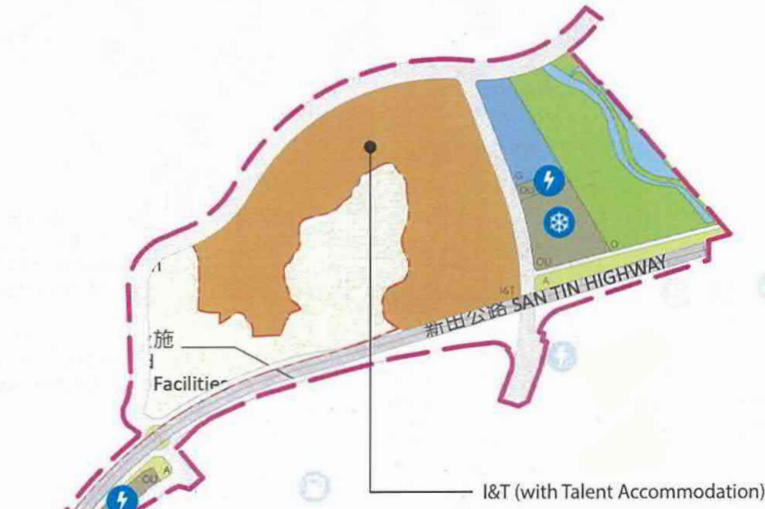 G
OU
OU
O
A
I&T
新田公路 SAN TIN HIGHWAY
施
Facilities
OU
A
I&T (with Talent Accommodation)